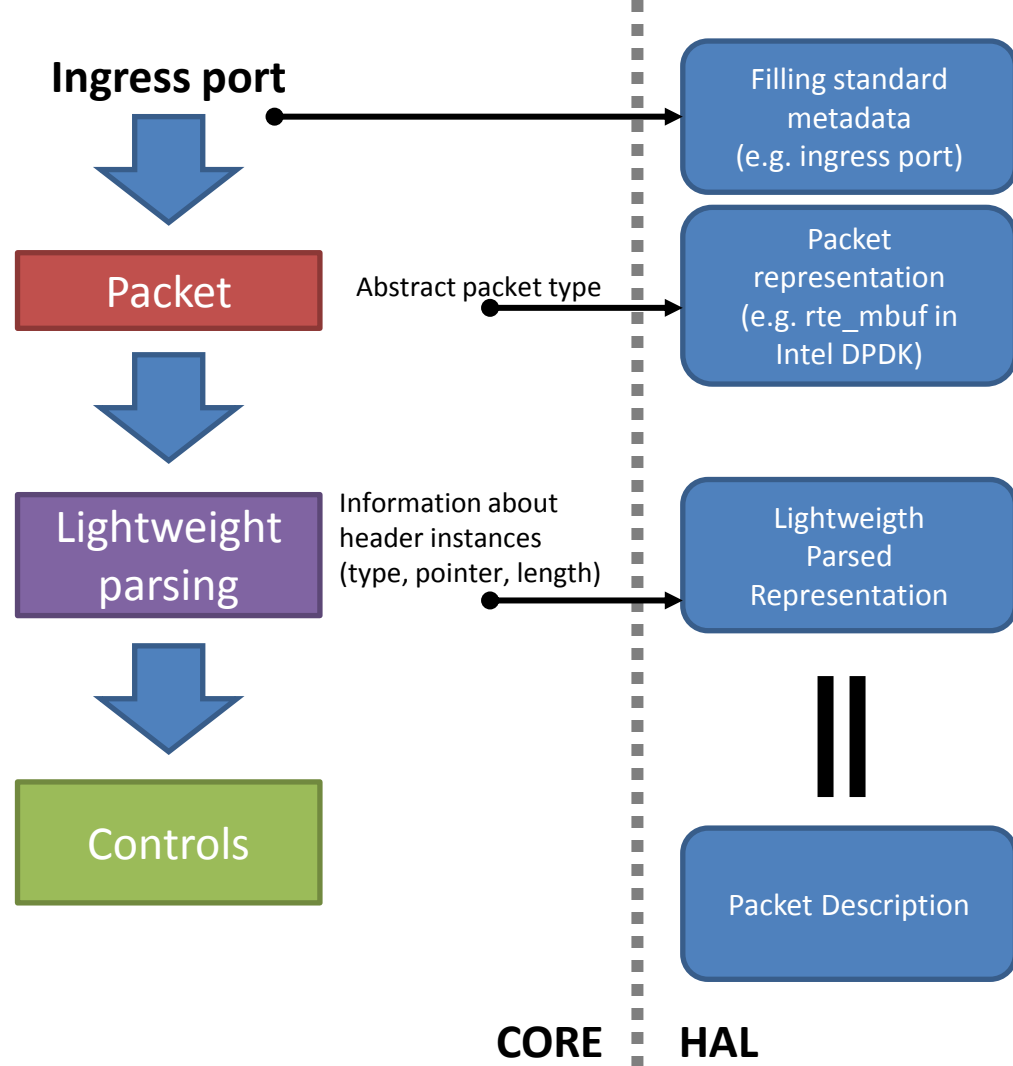 Ingress port
Filling standard
metadata
(e.g. ingress port)
Packet
Abstract packet type
Packet
representation
(e.g. rte_mbuf in
Intel DPDK)
Lightweight
parsing
Information about
header instances
(type, pointer, length)
Lightweigth
Parsed
Representation
Controls
Packet Description
CORE
HAL